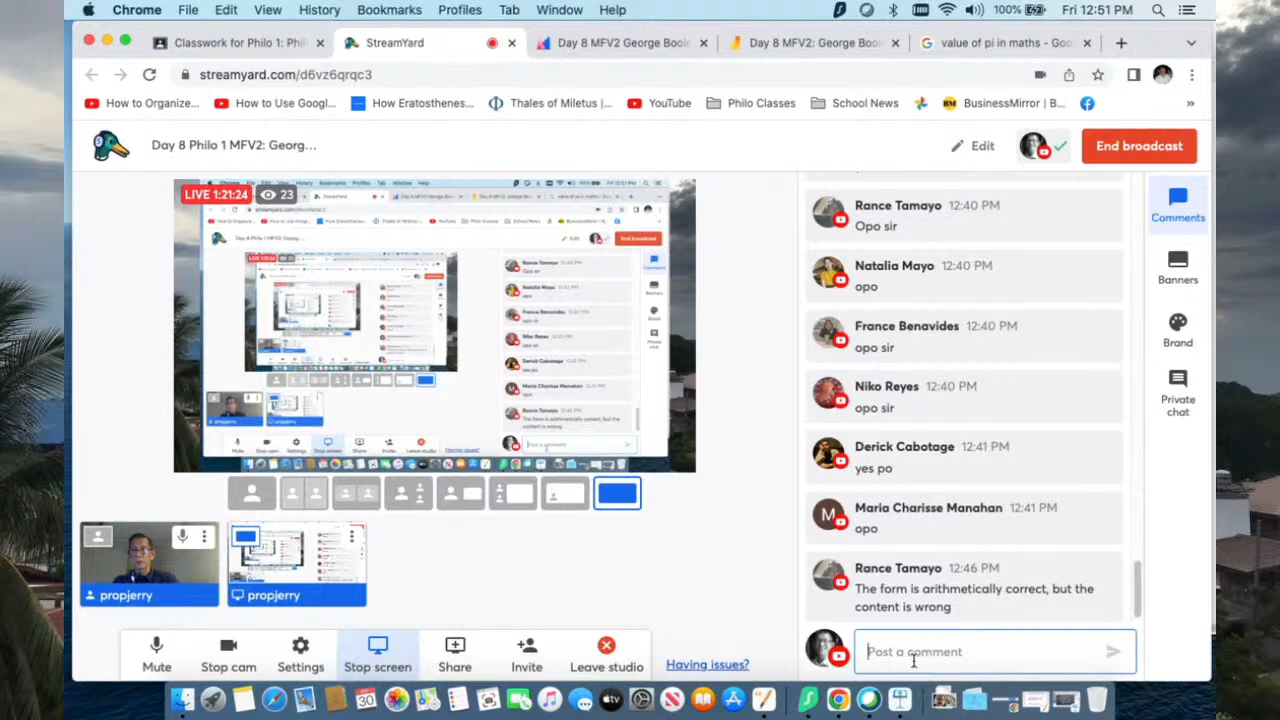 Chrome File Edit View History Bookmarks Profiles Tab Window Help 100% Fri 12:51 PM
Classwork for Philo 1: Phil StreamYard Day 8 MFV2 George Boole Day 8 MFV2: George Boo value of pi in maths - Goo
streamyard.com/d6vz6qrqc3
How to Organize... How to Use Googl... How Eratosthenes... Thales of Miletus |... YouTube Philo Classes School News BusinessMirror | B... »
Day 8 Philo 1 MFV2: Georg... Edit End broadcast
LIVE 1:21:24 23
Rance Tamayo 12:40 PM
Opo sir
Natalia Mayo 12:40 PM
opo
France Benavides 12:40 PM
opo sir
Niko Reyes 12:40 PM
opo sir
Derick Cabotage 12:41 PM
yes po
Maria Charisse Manahan 12:41 PM
opo
Rance Tamayo 12:46 PM
The form is arithmetically correct, but the
content is wrong
Post a comment
Comments
Banners
Brand
Private
chat
propjerry propjerry
Mute Stop cam Settings Stop screen Share Invite Leave studio Having issues?